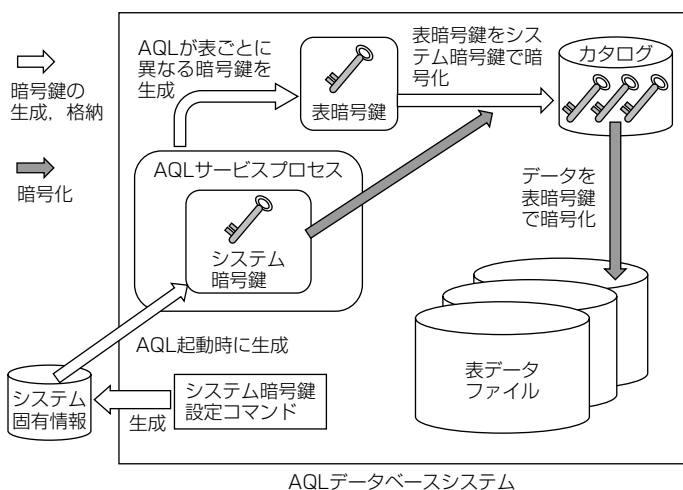 暗号鍵の
生成，格納
暗号化
AQLが表ごとに
異なる暗号鍵を
生成
表暗号鍵
表暗号鍵をシス
テム暗号鍵で暗
号化
カタログ
AQLサービスプロセス
システム
暗号鍵
データを
表暗号鍵
で暗号化
AQL起動時に生成
表データ
ファイル
システム
固有情報
生成
システム暗号鍵
設定コマンド
AQLデータベースシステム